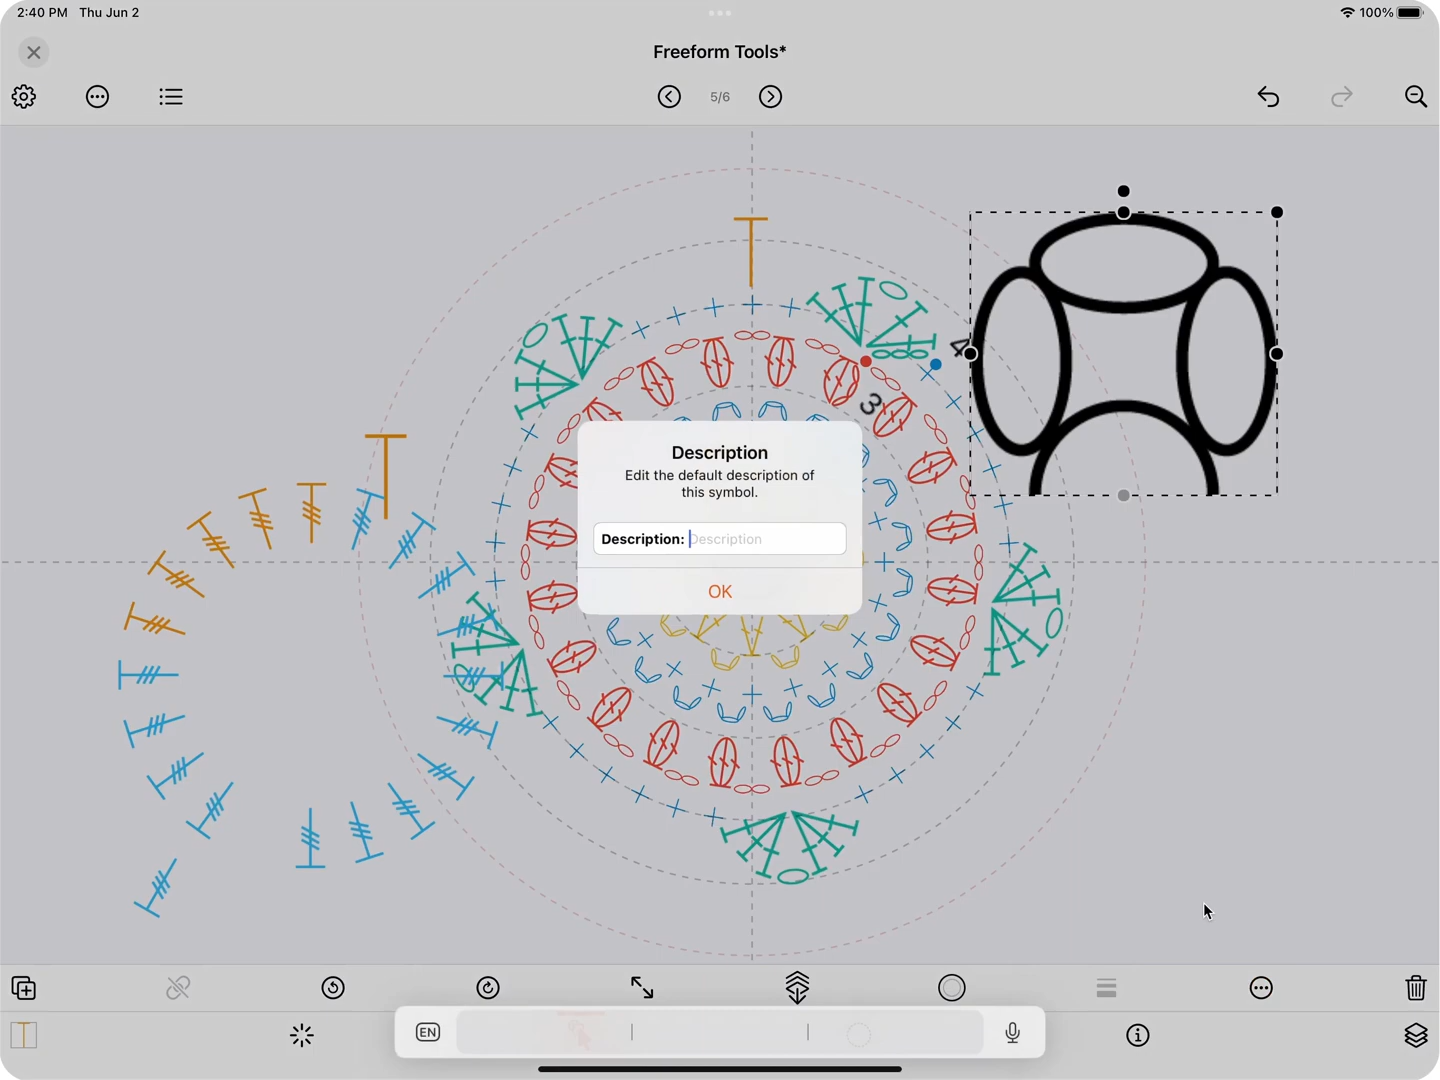 2:40 PM Thu Jun 2
100%
Freeform Tools*
5/6
4
3
Description
Edit the default description of
this symbol.
Description: Description
OK
EN